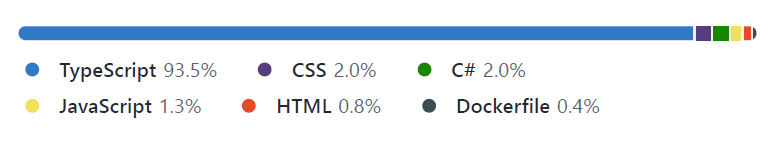 TypeScript 93.5% CSS 2.0% C# 2.0%
JavaScript 1.3% HTML 0.8% Dockerfile 0.4%